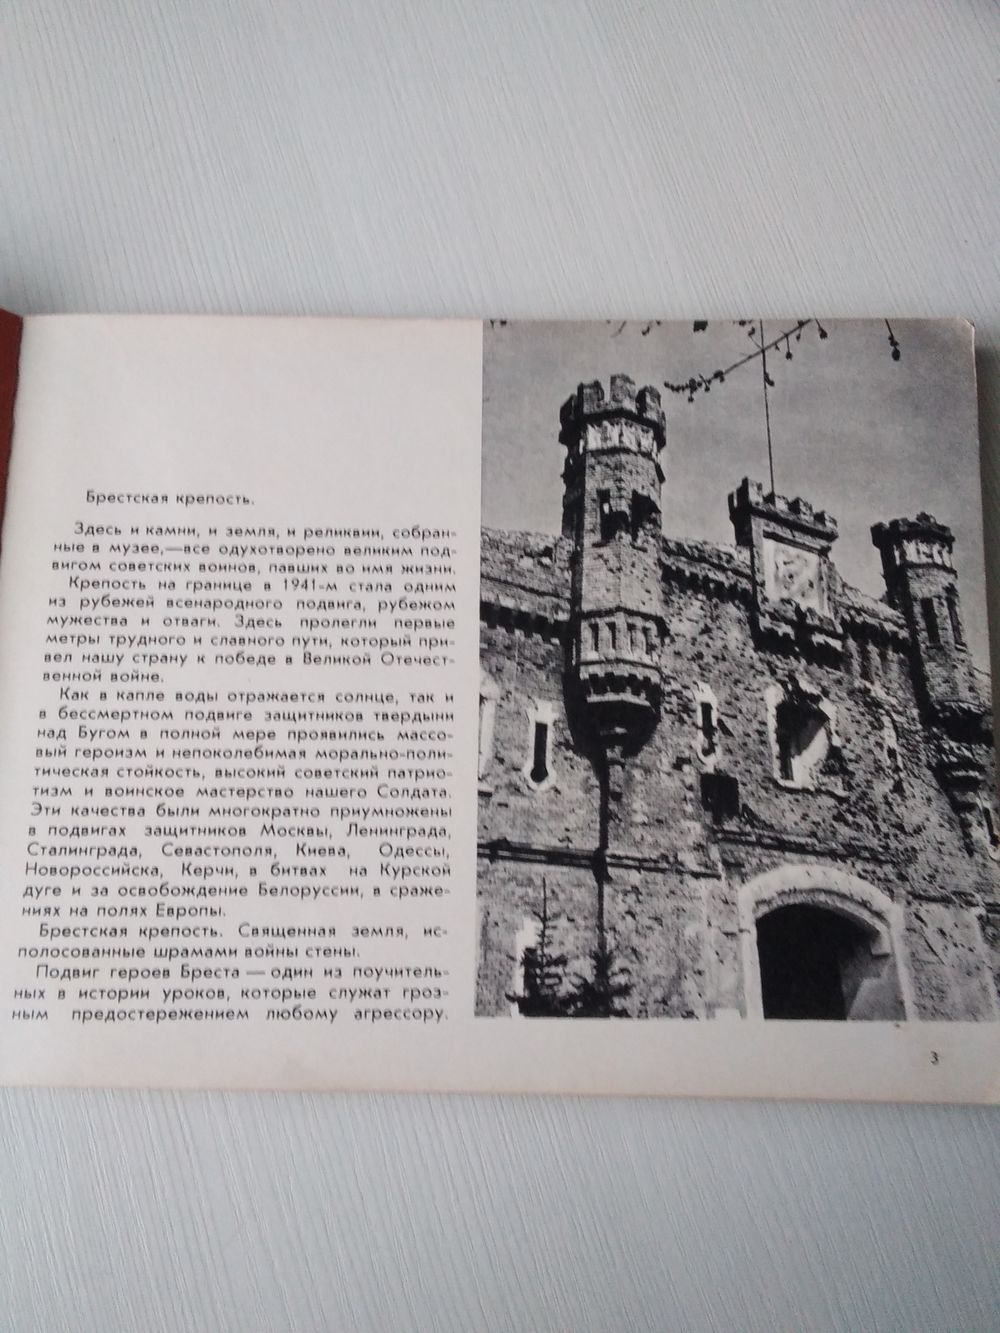 Брестская крепость.
Здесь и камни, и земля, и реликвии, собран-
ные в музее,—все одухотворено великим под-
вигом советских воинов, павших во имя жизни.
Крепость на границе в 1941-м стала одним
из рубежей всенародного подвига, рубежом
мужества и отваги. Здесь пролегли первые
метры трудного и славного пути, который при-
вел нашу страну к победе в Великой Отечест-
венной войне.
Как в капле воды отражается солнце, так и
в бессмертном подвиге защитников твердыни
над Бугом в полной мере проявились массо-
вый героизм и непоколебимая морально-поли-
тическая стойкость, высокий советский патрио-
тизм и воинское мастерство нашего Солдата.
Эти качества были многократно приумножены
в подвигах защитников Москвы, Ленинграда,
Сталинграда, Севастополя, Киева, Одессы,
Новороссийска, Керчи, в битвах на Курской
дуге и за освобождение Белоруссии, в сраже-
ниях на полях Европы.
Брестская крепость. Священная земля, ис-
полосованные шрамами войны стены.
Подвиг героев Бреста — один из поучитель-
ных в истории уроков, которые служат гроз-
ным предостережением любому агрессору.
3